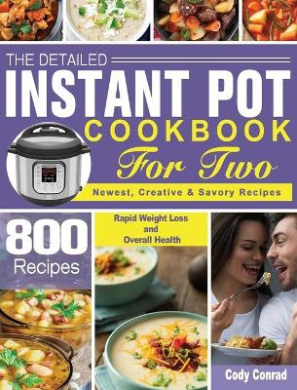 THE DETAILED
INSTANT POT
COOKBOOK
For Two
Newest, Creative & Savory Recipes
800
Recipes
Rapid Weight Loss
and
Overall Health
Cody Conrad